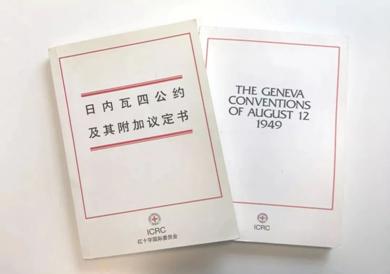 日内瓦四公约
及其附加议定书
ICRC
红十字国际委员会
THE GENEVA
CONVENTIONS
OF AUGUST 12
1949
ICRC